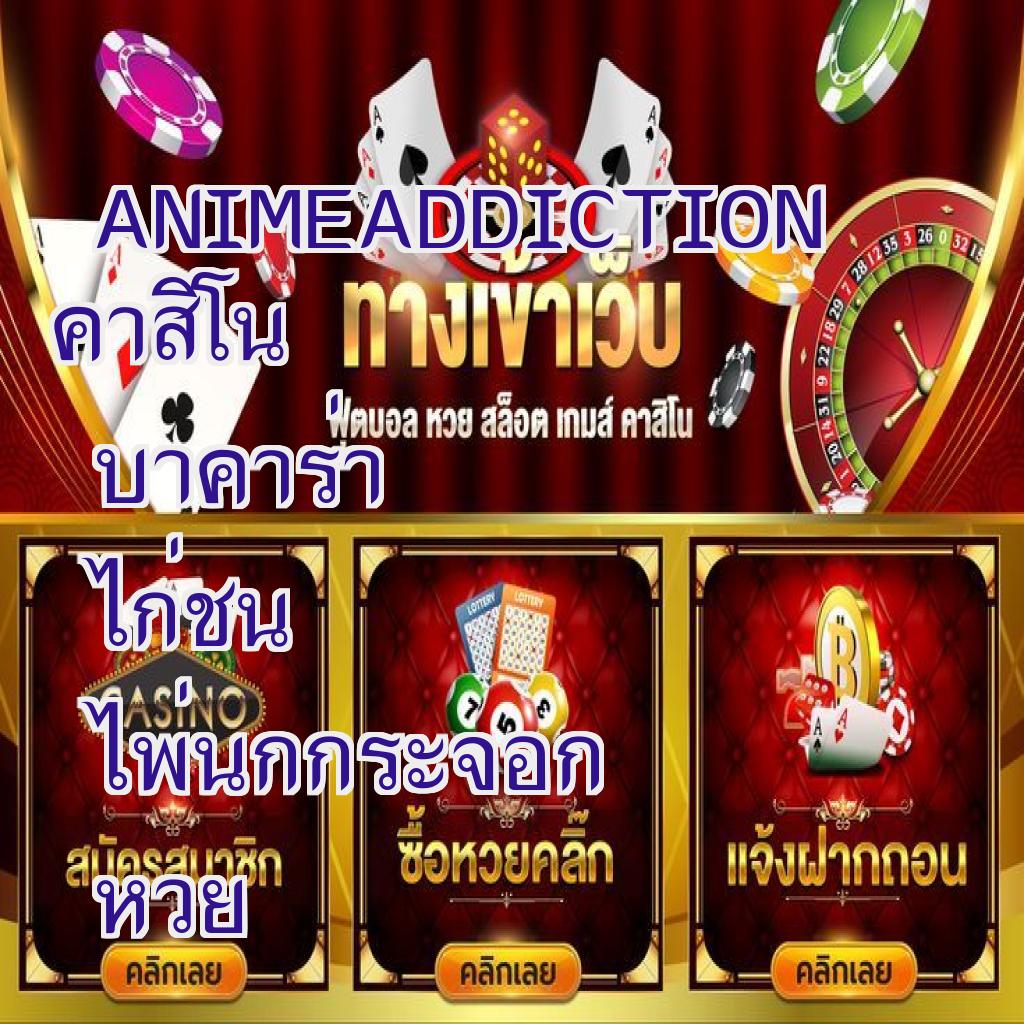 ANIMEADDICTION
ทางเข้าเว็บ
คาสิโน
ฟุตบอล หวย สล็อต เกมส์ คาสิโน
บาคาร่า
ไก่ชน
LOTTERY LOTTERY
CASINO
ไพ่นกกระจอก
สมัครสมาชิก
ซื้อหวยคลิ๊ก
แจ้งฝากถอน
หวย
คลิกเลย
คลิกเลย
คลิกเลย